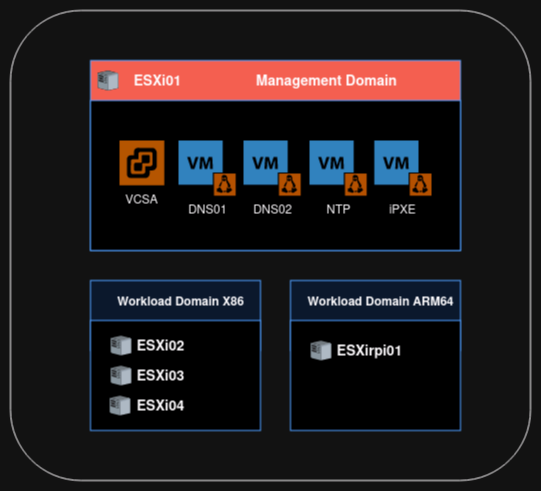 ESXi01 Management Domain
VM VM VM VM
VCSA DNS01 DNS02 NTP iPXE
Workload Domain X86
ESXi02
ESXi03
ESXi04
Workload Domain ARM64
ESXirpi01